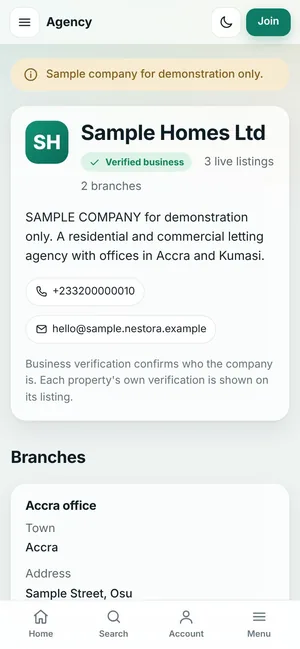 Agency
Join
Sample company for demonstration only.
SH
Sample Homes Ltd
Verified business
3 live listings
2 branches
SAMPLE COMPANY for demonstration
only. A residential and commercial letting
agency with offices in Accra and Kumasi.
+233200000010
hello@sample.nestora.example
Business verification confirms who the company
is. Each property's own verification is shown on
its listing.
Branches
Accra office
Town
Accra
Address
Sample Street, Osu
Home
Search
Account
Menu